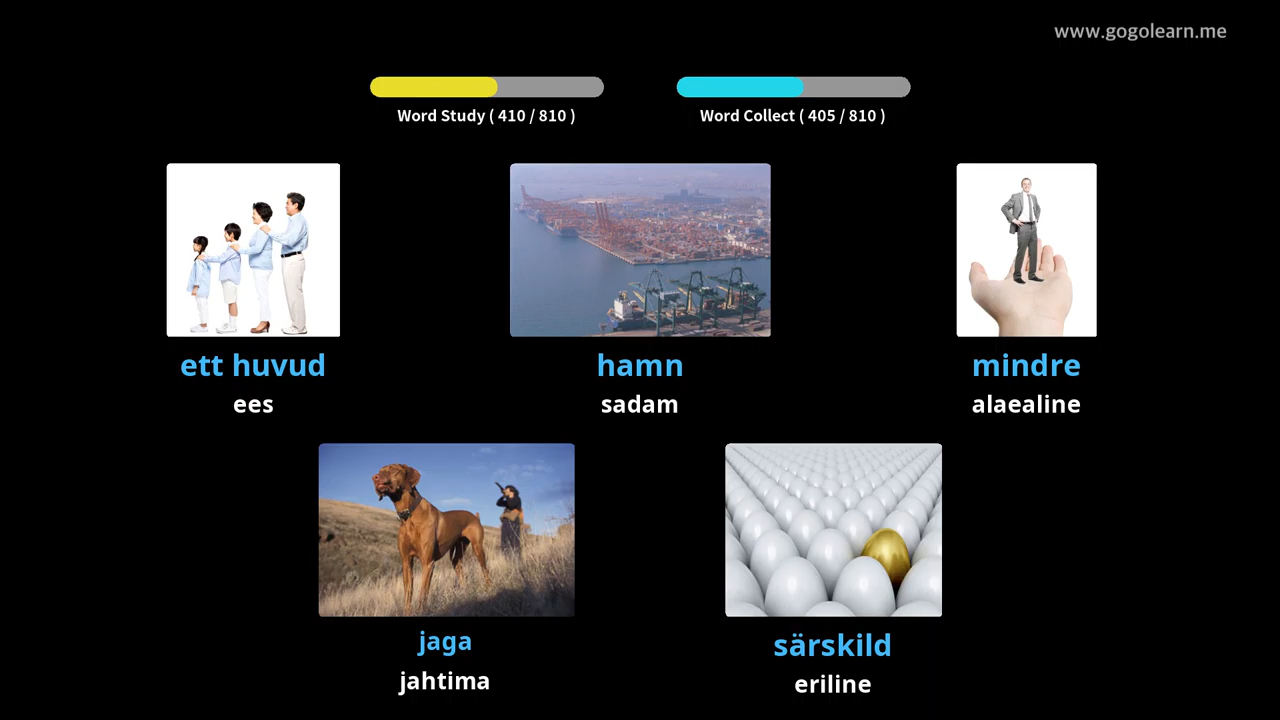 www.gogolearn.me
Word Study ( 410 / 810 )
Word Collect ( 405 / 810 )
ett huvud
ees
hamn
sadam
mindre
alaealine
jaga
jahtima
särskild
eriline